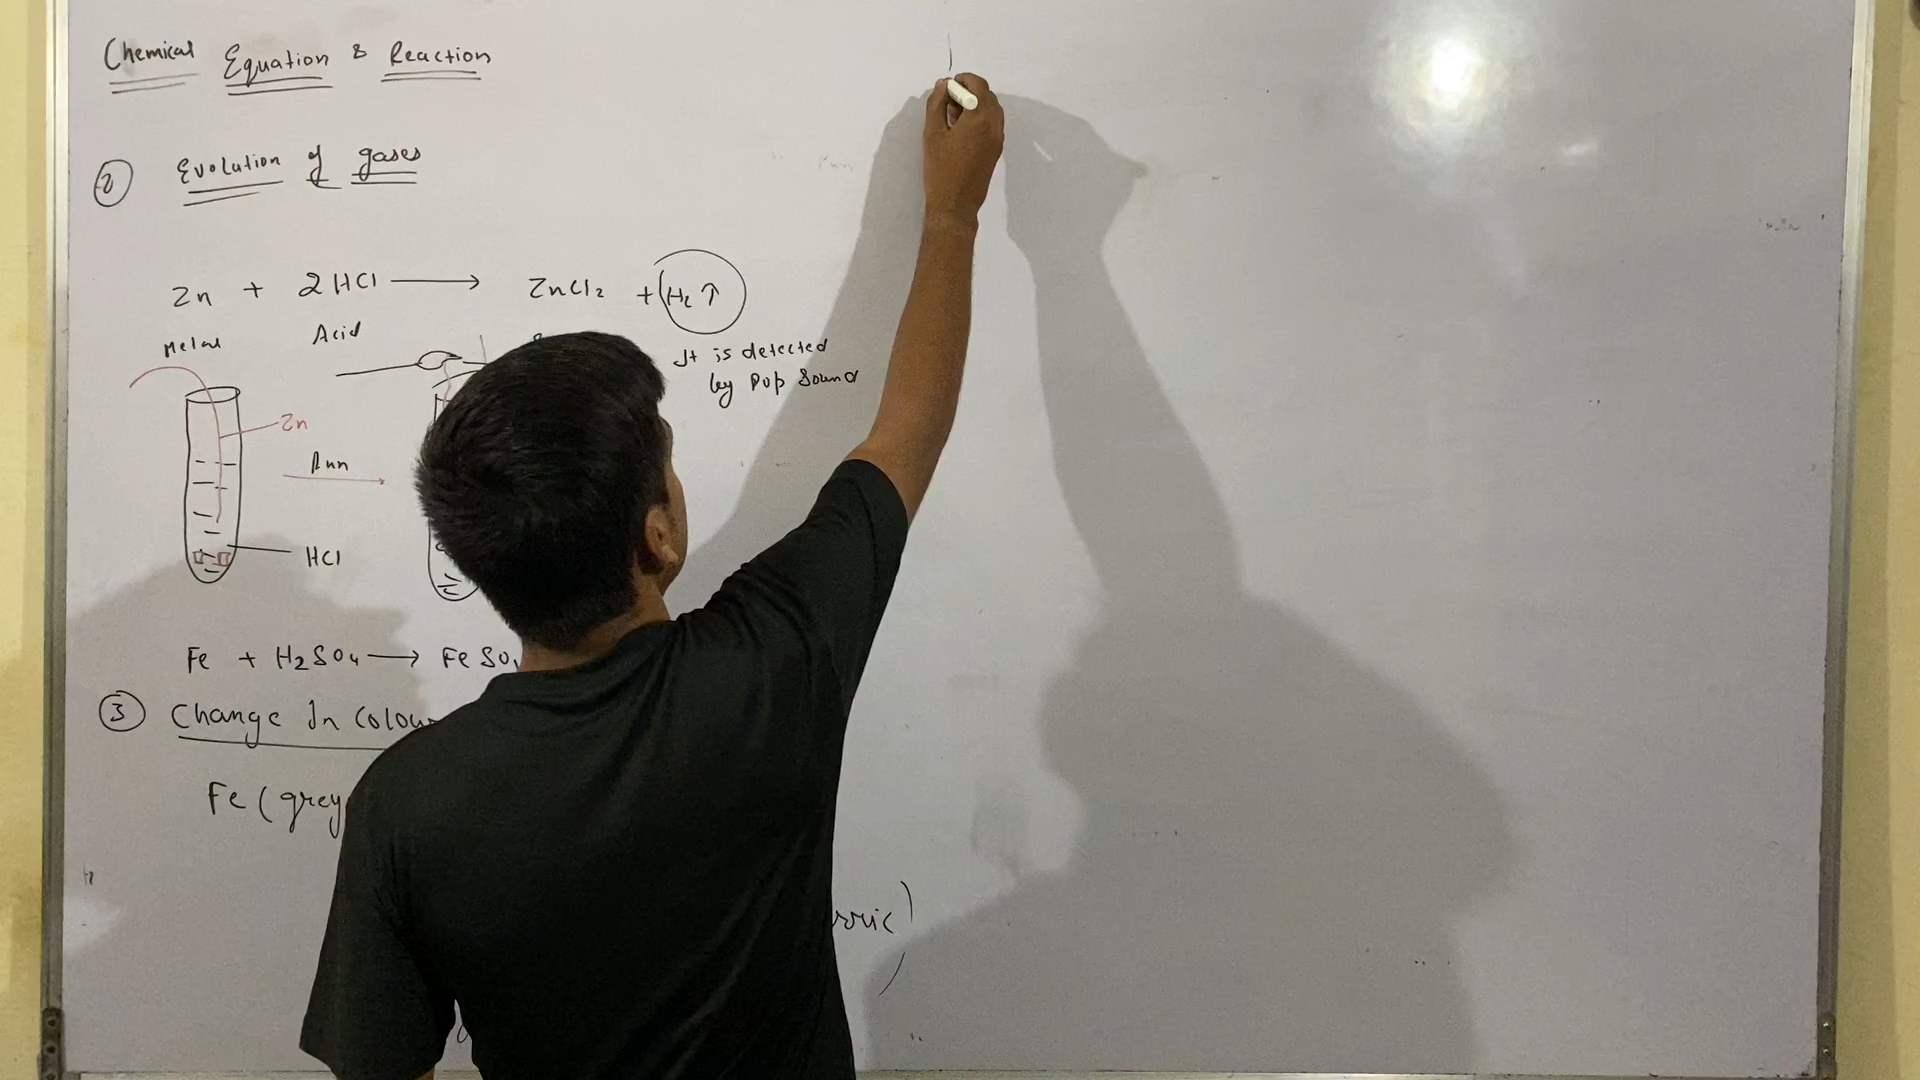 Chemical Equation & Reaction
② Evolution of gases
Zn + 2HCl ⟶ ZnCl2 + H2 ↑
Metal Acid
It is detected
by Pop Sound
Zn
Rxn
HCl
Fe + H2SO4 ⟶ FeSO4
③ Change In Colour
Fe (grey